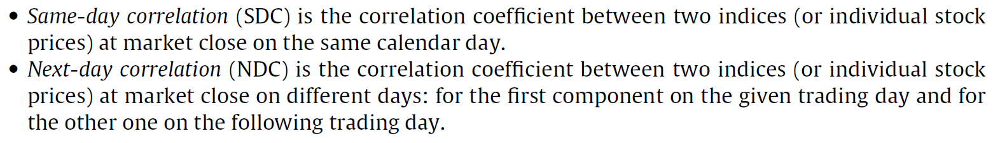 • Same-day correlation (SDC) is the correlation coefficient between two indices (or individual stock
prices) at market close on the same calendar day.
• Next-day correlation (NDC) is the correlation coefficient between two indices (or individual stock
prices) at market close on different days: for the first component on the given trading day and for
the other one on the following trading day.